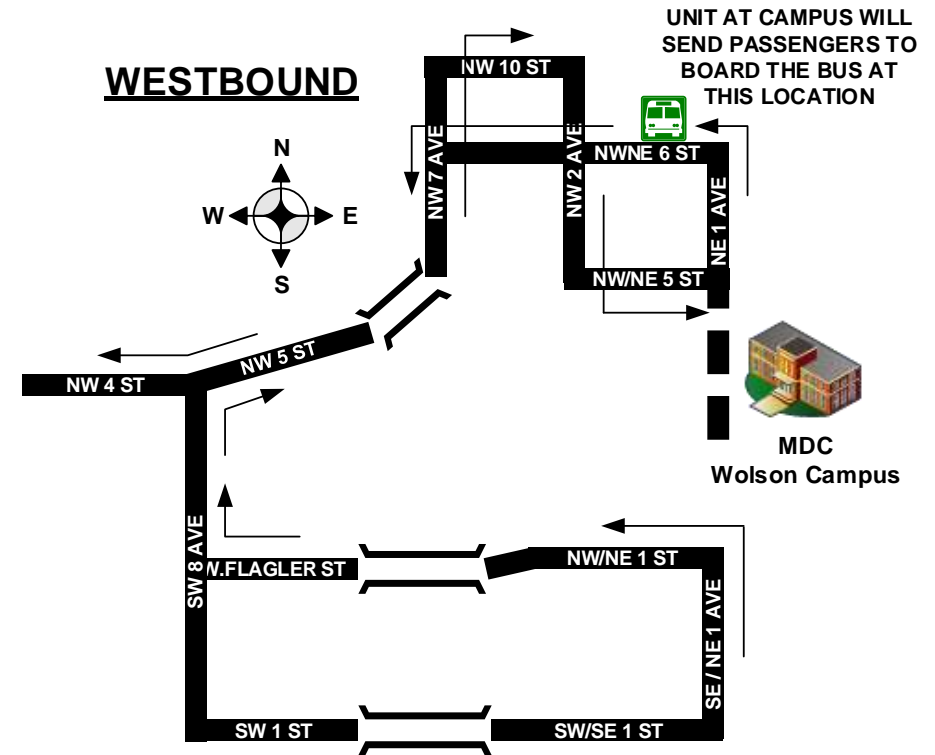 UNIT AT CAMPUS WILL
SEND PASSENGERS TO
BOARD THE BUS AT
THIS LOCATION
WESTBOUND
NW 10 ST
N
W
E
S
NW 7 AVE
NW 2 AVE
NWNE 6 ST
NE 1 AVE
NW/NE 5 ST
NW 5 ST
NW 4 ST
MDC
Wolson Campus
SW 8 AVE
W.FLAGLER ST
NW/NE 1 ST
SE / NE 1 AVE
SW 1 ST
SW/SE 1 ST